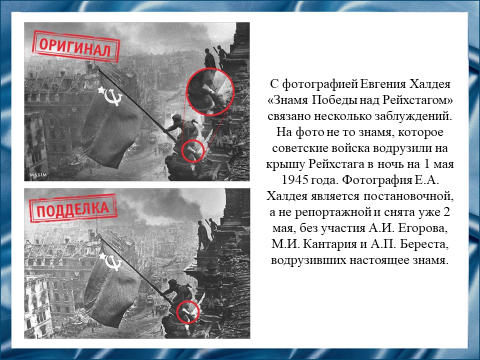 ОРИГИНАЛ
MAXIM
ПОДДЕЛКА
С фотографией Евгения Халдея
«Знамя Победы над Рейхстагом»
связано несколько заблуждений.
На фото не то знамя, которое
советские войска водрузили на
крышу Рейхстага в ночь на 1 мая
1945 года. Фотография Е.А.
Халдея является постановочной,
а не репортажной и снята уже 2
мая, без участия А.И. Егорова,
М.И. Кантария и А.П. Береста,
водрузивших настоящее знамя.